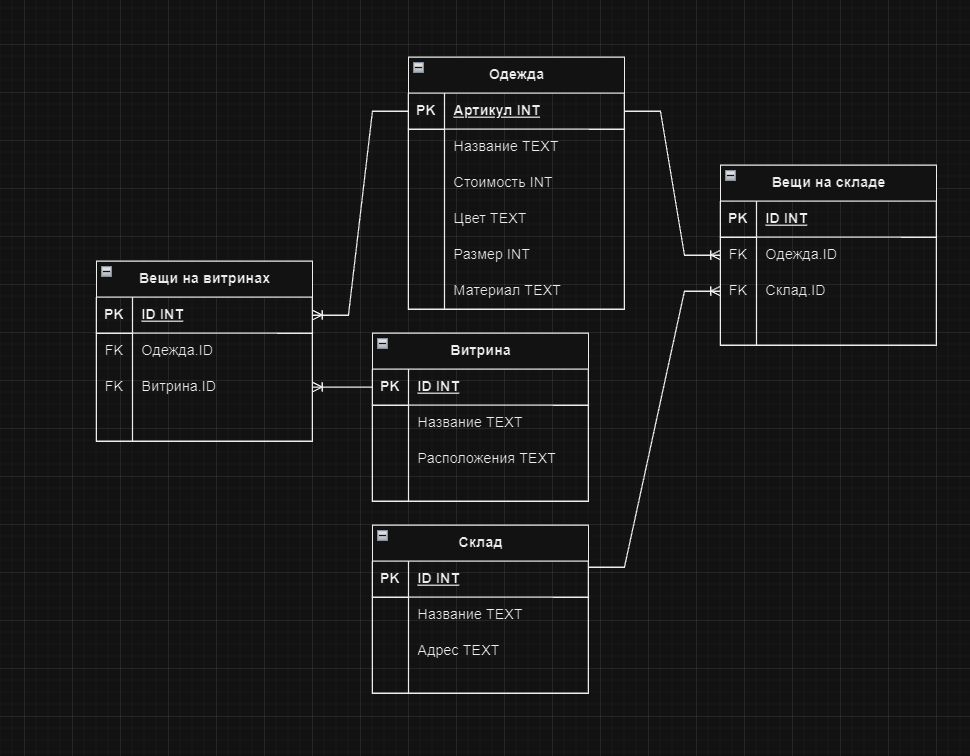 Одежда
PK Артикул INT
Название TEXT
Стоимость INT
Цвет TEXT
Размер INT
Материал TEXT
Вещи на складе
PK ID INT
FK Одежда.ID
FK Склад.ID
Вещи на витринах
PK ID INT
FK Одежда.ID
FK Витрина.ID
Витрина
PK ID INT
Название TEXT
Расположения TEXT
Склад
PK ID INT
Название TEXT
Адрес TEXT